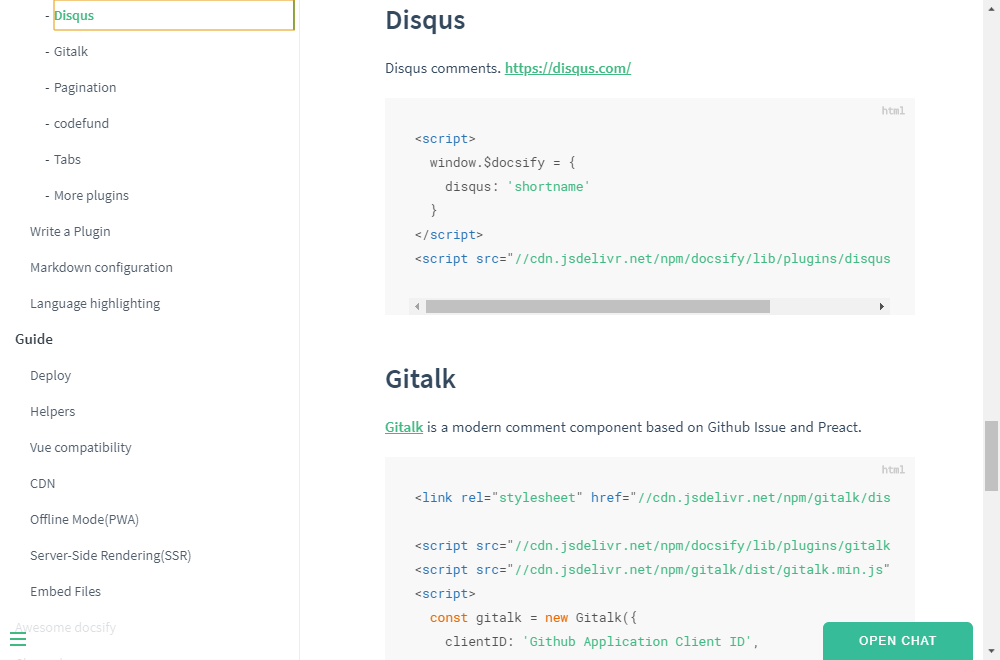 - Disqus
- Gitalk
- Pagination
- codefund
- Tabs
- More plugins
Write a Plugin
Markdown configuration
Language highlighting
Guide
Deploy
Helpers
Vue compatibility
CDN
Offline Mode(PWA)
Server-Side Rendering(SSR)
Embed Files
Awesome docsify
Disqus
Disqus comments. https://disqus.com/
html
<script>
  window.$docsify = {
    disqus: 'shortname'
  }
</script>
<script src="//cdn.jsdelivr.net/npm/docsify/lib/plugins/disqus
Gitalk
Gitalk is a modern comment component based on Github Issue and Preact.
html
<link rel="stylesheet" href="//cdn.jsdelivr.net/npm/gitalk/dis
<script src="//cdn.jsdelivr.net/npm/docsify/lib/plugins/gitalk
<script src="//cdn.jsdelivr.net/npm/gitalk/dist/gitalk.min.js"
<script>
  const gitalk = new Gitalk({
    clientID: 'Github Application Client ID',
OPEN CHAT